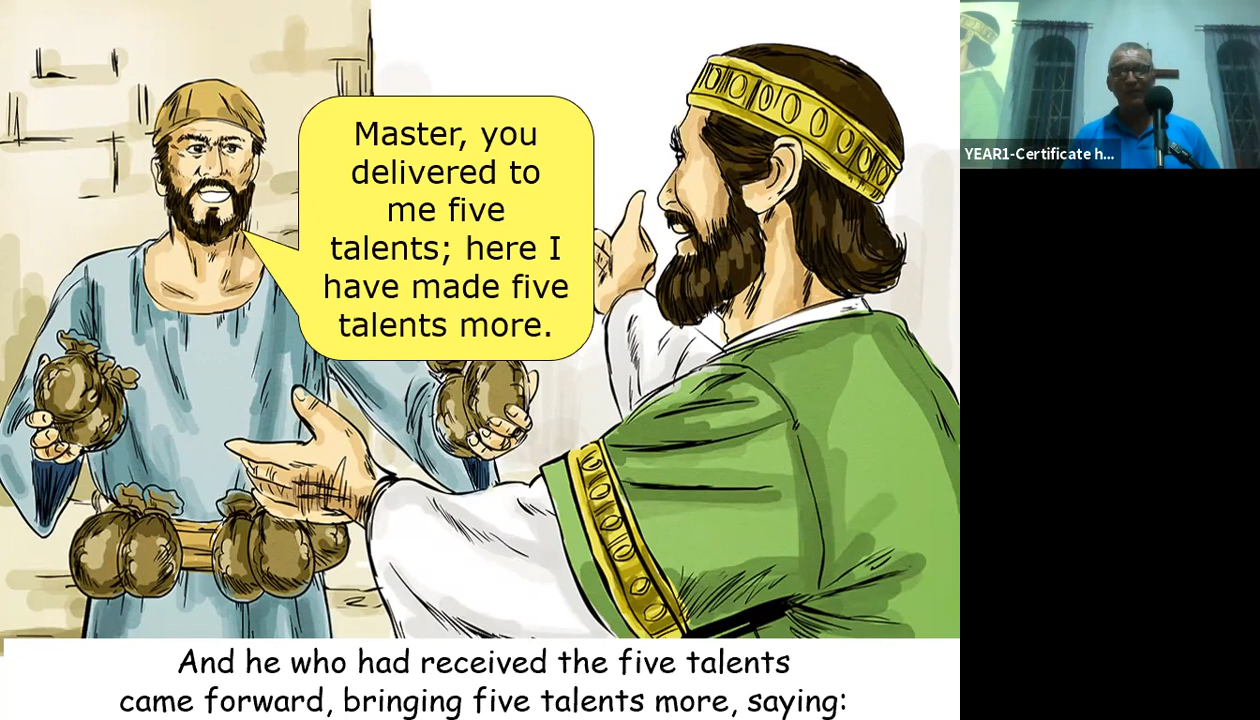 Master, you
delivered to
me five
talents; here I
have made five
talents more.
YEAR1-Certificate h...
And he who had received the five talents
came forward, bringing five talents more, saying: